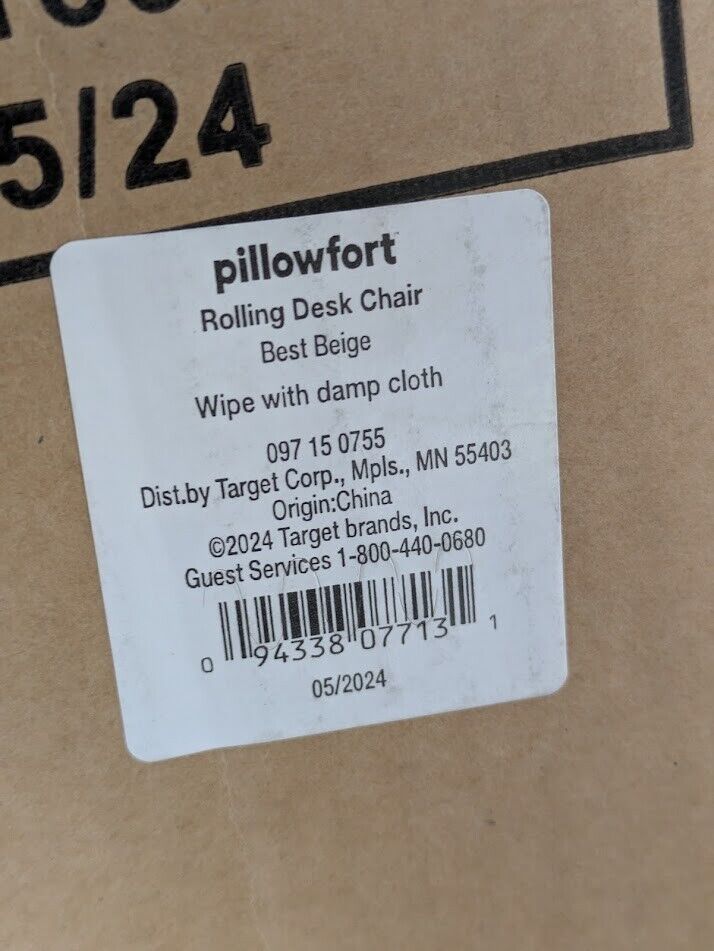 5/24
pillowfort
Rolling Desk Chair
Best Beige
Wipe with damp cloth
097 15 0755
Dist.by Target Corp., Mpls., MN 55403
Origin:China
©2024 Target brands, Inc.
Guest Services 1-800-440-0680
0 94338 07713 1
05/2024